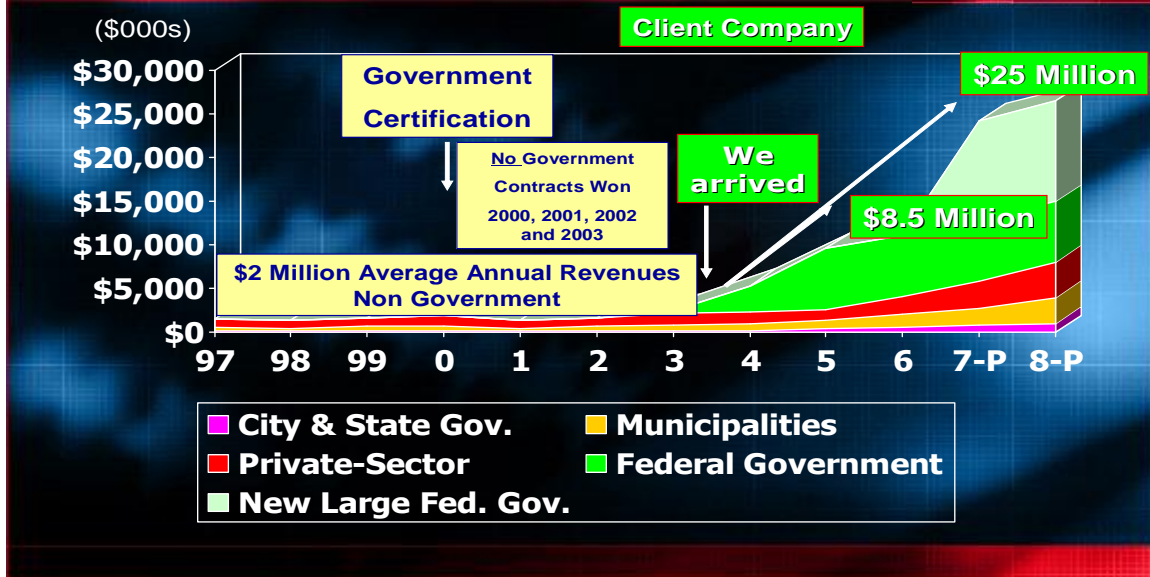 ($000s)
Client Company
$30,000
$25,000
$20,000
$15,000
$10,000
$5,000
$0
Government
Certification
No Government
Contracts Won
2000, 2001, 2002
and 2003
We
arrived
$25 Million
$8.5 Million
$2 Million Average Annual Revenues
Non Government
97 98 99 0 1 2 3 4 5 6 7-P 8-P
City & State Gov. Municipalities
Private-Sector Federal Government
New Large Fed. Gov.